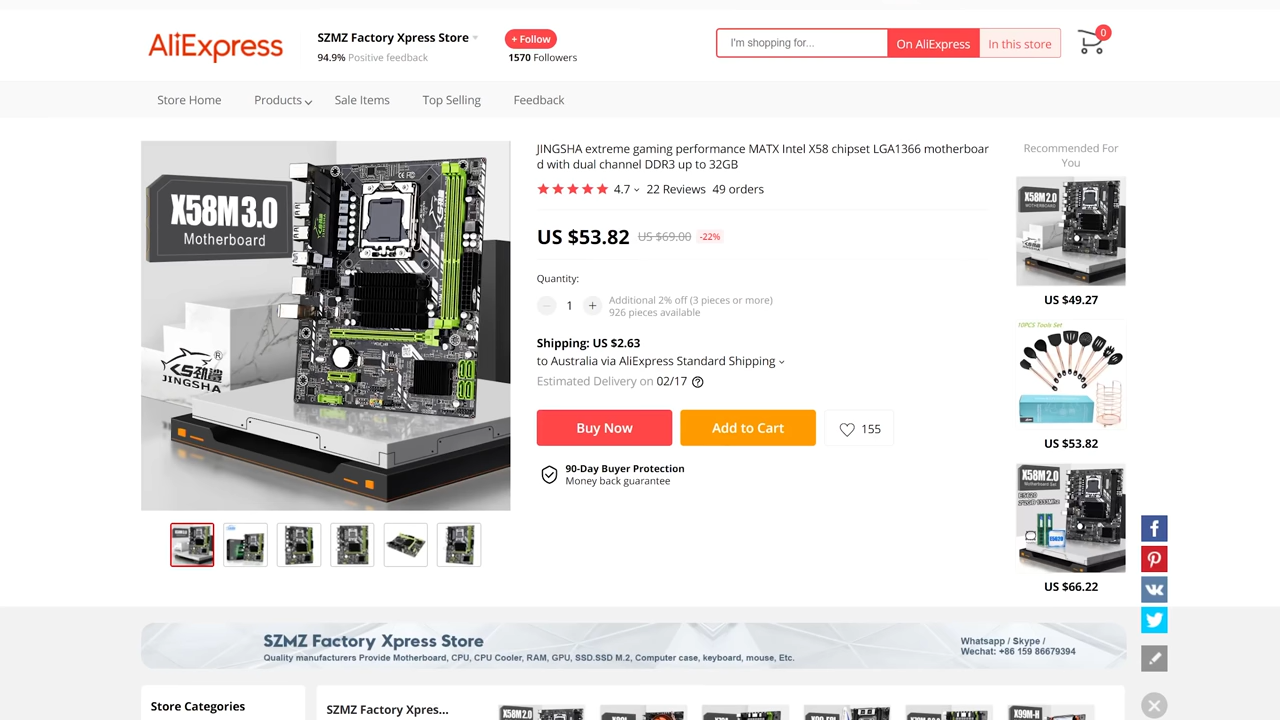 AliExpress
SZMZ Factory Xpress Store
94.9% Positive feedback
+ Follow
1570 Followers
I'm shopping for...
On AliExpress
In this store
0
Store Home
Products
Sale Items
Top Selling
Feedback
X58M 3.0
Motherboard
JINGSHA
JINGSHA extreme gaming performance MATX Intel X58 chipset LGA1366 motherboar
d with dual channel DDR3 up to 32GB
4.7
22 Reviews
49 orders
US $53.82
US $69.00
-22%
Quantity:
1
Additional 2% off (3 pieces or more)
926 pieces available
Shipping: US $2.63
to Australia via AliExpress Standard Shipping
Estimated Delivery on 02/17
Buy Now
Add to Cart
155
90-Day Buyer Protection
Money back guarantee
Recommended For
You
X58M 2.0
US $49.27
10PCS Tools Set
US $53.82
X58M 2.0
US $66.22
SZMZ Factory Xpress Store
Quality manufacturers Provide Motherboard, CPU, CPU Cooler, RAM, GPU, SSD.SSD M.2, Computer case, keyboard, mouse, Etc.
Whatsapp / Skype /
Wechat: +86 159 86679394
Store Categories
SZMZ Factory Xpres...
X58M 2.0
X99M-H